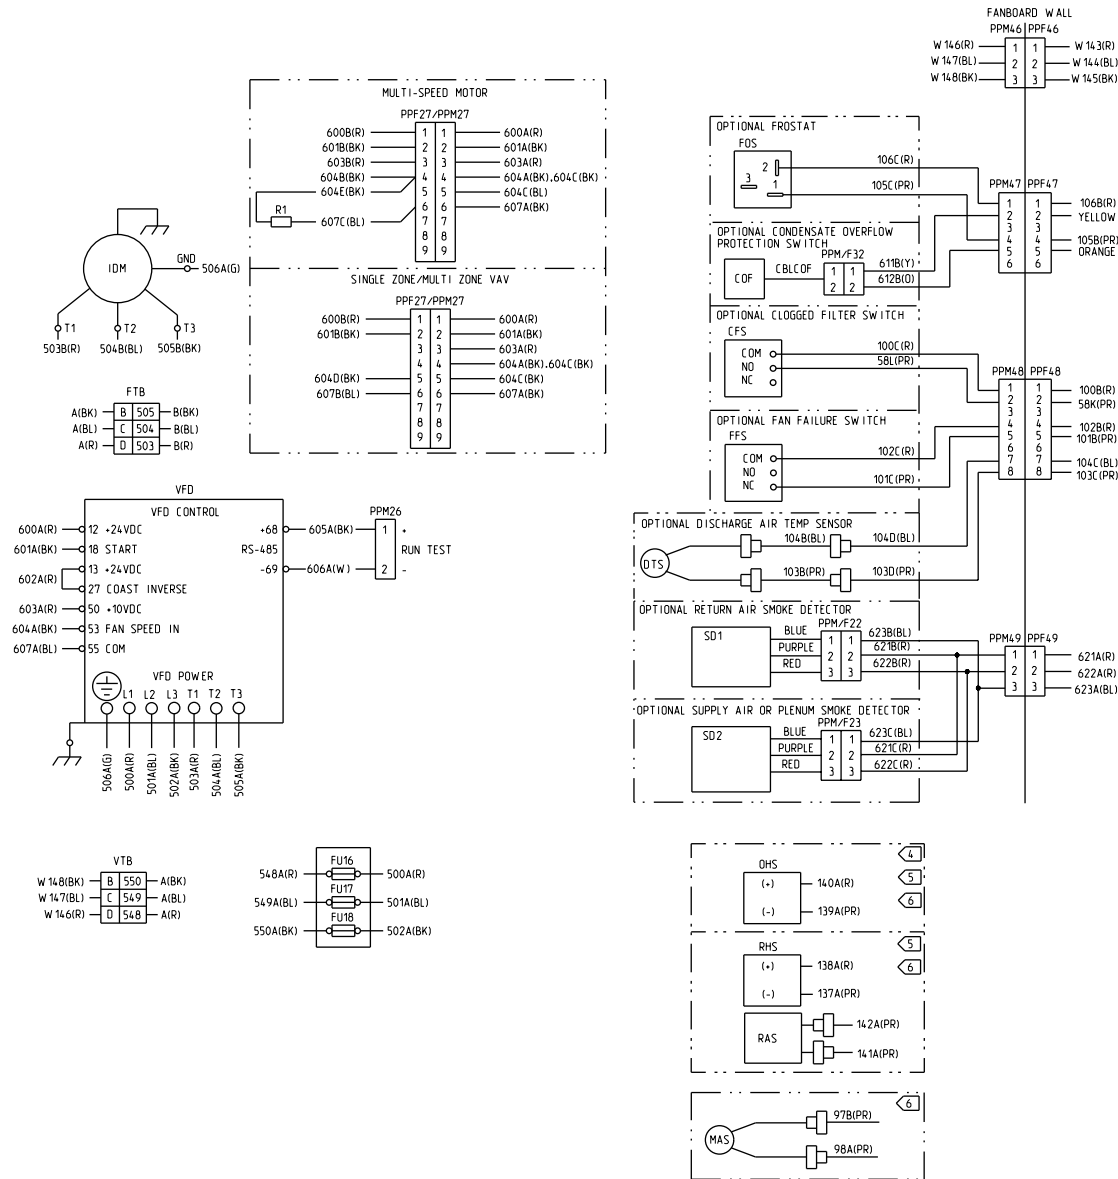 FANBOARD WALL
PPM46 PPF46
W146(R) 1 1 W143(R)
W147(BL) 2 2 W144(BL)
W148(BK) 3 3 W145(BK)
MULTI-SPEED MOTOR
PPF27/PPM27
600B(R) 1 1 600A(R)
601B(BK) 2 2 601A(BK)
603B(R) 3 3 603A(R)
604B(BK) 4 4 604A(BK).604C(BK)
604E(BK) 5 5 604C(BL)
6 6 607A(BK)
R1 607C(BL) 7 7
8 8
9 9
SINGLE ZONE/MULTI ZONE VAV
PPF27/PPM27
600B(R) 1 1 600A(R)
601B(BK) 2 2 601A(BK)
3 3 603A(R)
4 4 604A(BK).604C(BK)
604D(BK) 5 5 604C(BK)
607B(BL) 6 6 607A(BK)
7 7
8 8
9 9
IDM
GND 506A(G)
T1 T2 T3
503B(R) 504B(BL) 505B(BK)
FTB
A(BK) B 505 B(BK)
A(BL) C 504 B(BL)
A(R) D 503 B(R)
VFD
VFD CONTROL
600A(R) 12 +24VDC +68 605A(BK)
601A(BK) 18 START RS-485
602A(R) 13 +24VDC -69 606A(W)
27 COAST INVERSE
603A(R) 50 +10VDC
604A(BK) 53 FAN SPEED IN
607A(BL) 55 COM
PPM26
1 +
RUN TEST
2 -
VFD POWER
L1 L2 L3 T1 T2 T3
506A(G) 500A(R) 501A(BL) 502A(BK) 503A(R) 504A(BL) 505A(BK)
VTB
W148(BK) B 550 A(BK)
W147(BL) C 549 A(BL)
W146(R) D 548 A(R)
FU16
548A(R) 500A(R)
FU17
549A(BL) 501A(BL)
FU18
550A(BK) 502A(BK)
OPTIONAL FROSTAT
FOS
2 106C(R)
3 1 105C(PR)
PPM47 PPF47
1 1 106B(R)
2 2 YELLOW
3 3
4 4 105B(PR)
5 5 ORANGE
6 6
OPTIONAL CONDENSATE OVERFLOW
PROTECTION SWITCH
PPM/F32
COF CBLCOF 1 1 611B(Y)
2 2 612B(O)
OPTIONAL CLOGGED FILTER SWITCH
CFS
COM 100C(R)
NO 58L(PR)
NC
PPM48 PPF48
1 1 100B(R)
2 2 58K(PR)
3 3
4 4 102B(R)
5 5 101B(PR)
6 6
7 7 104C(BL)
8 8 103C(PR)
OPTIONAL FAN FAILURE SWITCH
FFS
COM 102C(R)
NO
NC 101C(PR)
OPTIONAL DISCHARGE AIR TEMP SENSOR
104B(BL) 104D(BL)
DTS
103B(PR) 103D(PR)
OPTIONAL RETURN AIR SMOKE DETECTOR
PPM/F22
SD1 BLUE 1 1 623B(BL)
PURPLE 2 2 621B(R)
RED 3 3 622B(R)
PPM49 PPF49
1 1 621A(R)
2 2 622A(R)
3 3 623A(BL)
OPTIONAL SUPPLY AIR OR PLENUM SMOKE DETECTOR
PPM/F23
SD2 BLUE 1 1 623C(BL)
PURPLE 2 2 621C(R)
RED 3 3 622C(R)
4
OHS 5
(+) 140A(R)
6
(-) 139A(PR)
RHS 5
(+) 138A(R) 6
(-) 137A(PR)
142A(PR)
RAS
141A(PR)
6
97B(PR)
MAS
98A(PR)